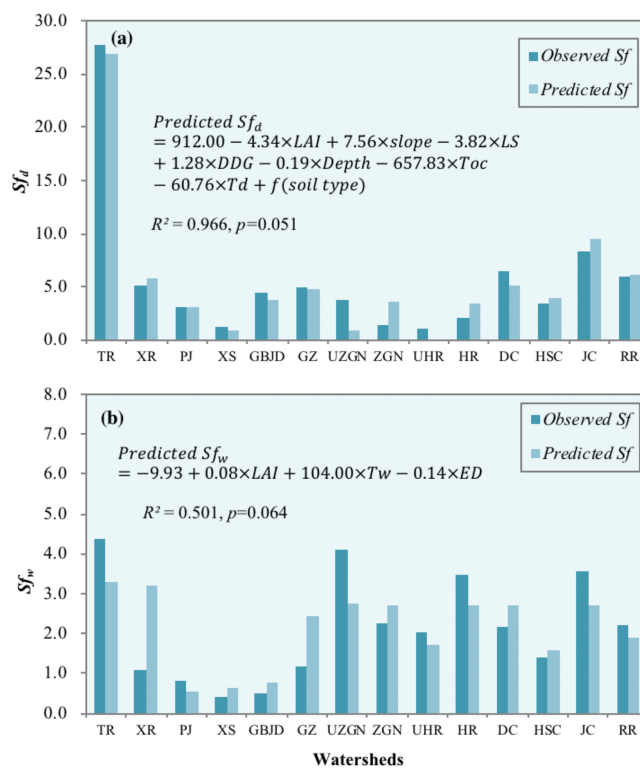 30.0
(a)
Observed Sf
Predicted Sf
25.0
20.0
15.0
10.0
5.0
0.0
Sf_d
Predicted Sf_d
= 912.00 − 4.34×LAI + 7.56×slope − 3.82×LS
+ 1.28×DDG − 0.19×Depth − 657.83×Toc
− 60.76×Td + f(soil type)
R² = 0.966, p=0.051
TR XR PJ XS GBJD GZ UZGN ZGN UHR HR DC HSC JC RR
8.0
(b)
Observed Sf
Predicted Sf
7.0
6.0
5.0
4.0
3.0
2.0
1.0
0.0
Sf_w
Predicted Sf_w
= −9.93 + 0.08×LAI + 104.00×Tw − 0.14×ED
R² = 0.501, p=0.064
TR XR PJ XS GBJD GZ UZGN ZGN UHR HR DC HSC JC RR
Watersheds